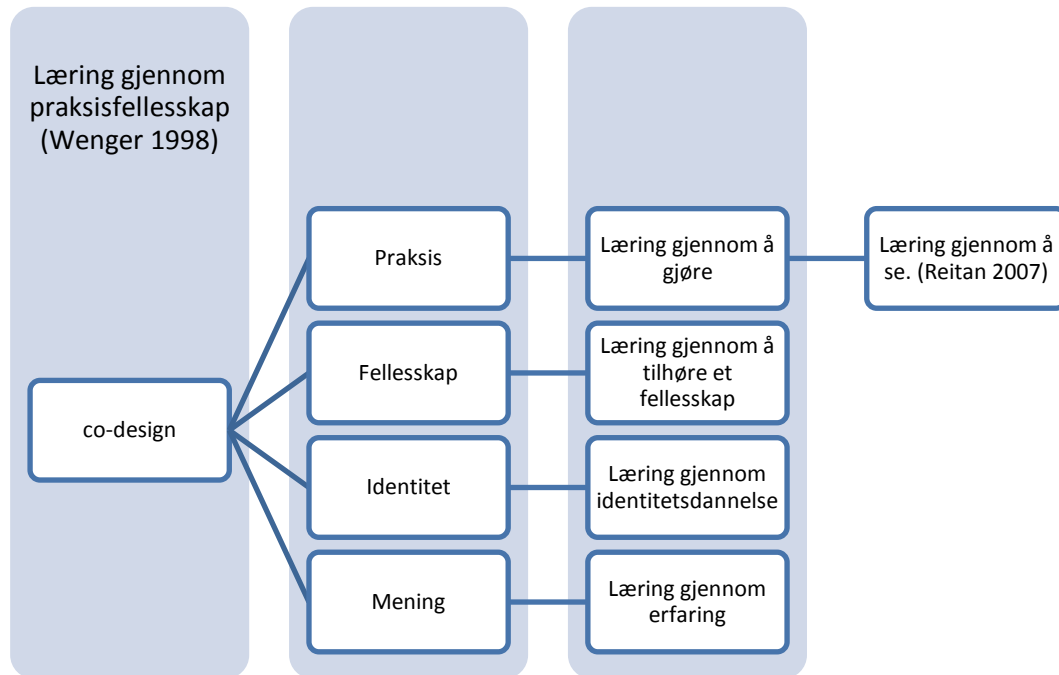 Læring gjennom
praksisfellesskap
(Wenger 1998)
co-design
Praksis
Læring gjennom å
gjøre
Læring gjennom å
se. (Reitan 2007)
Fellesskap
Læring gjennom å
tilhøre et
fellesskap
Identitet
Læring gjennom
identitetsdannelse
Mening
Læring gjennom
erfaring